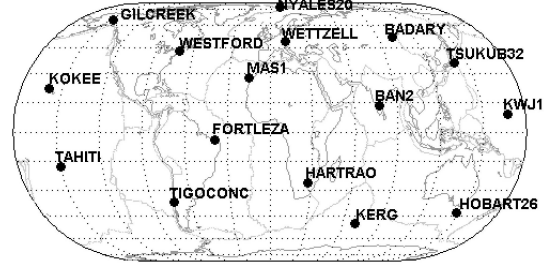 NYALES20
GILCREEK
BADARY
WESTFORD
WETTZELL
TSUKUB32
MAS1
KOKEE
BAN2
KWJ1
FORTLEZA
TAHITI
HARTRAO
TIGOCONC
HOBART26
KERG